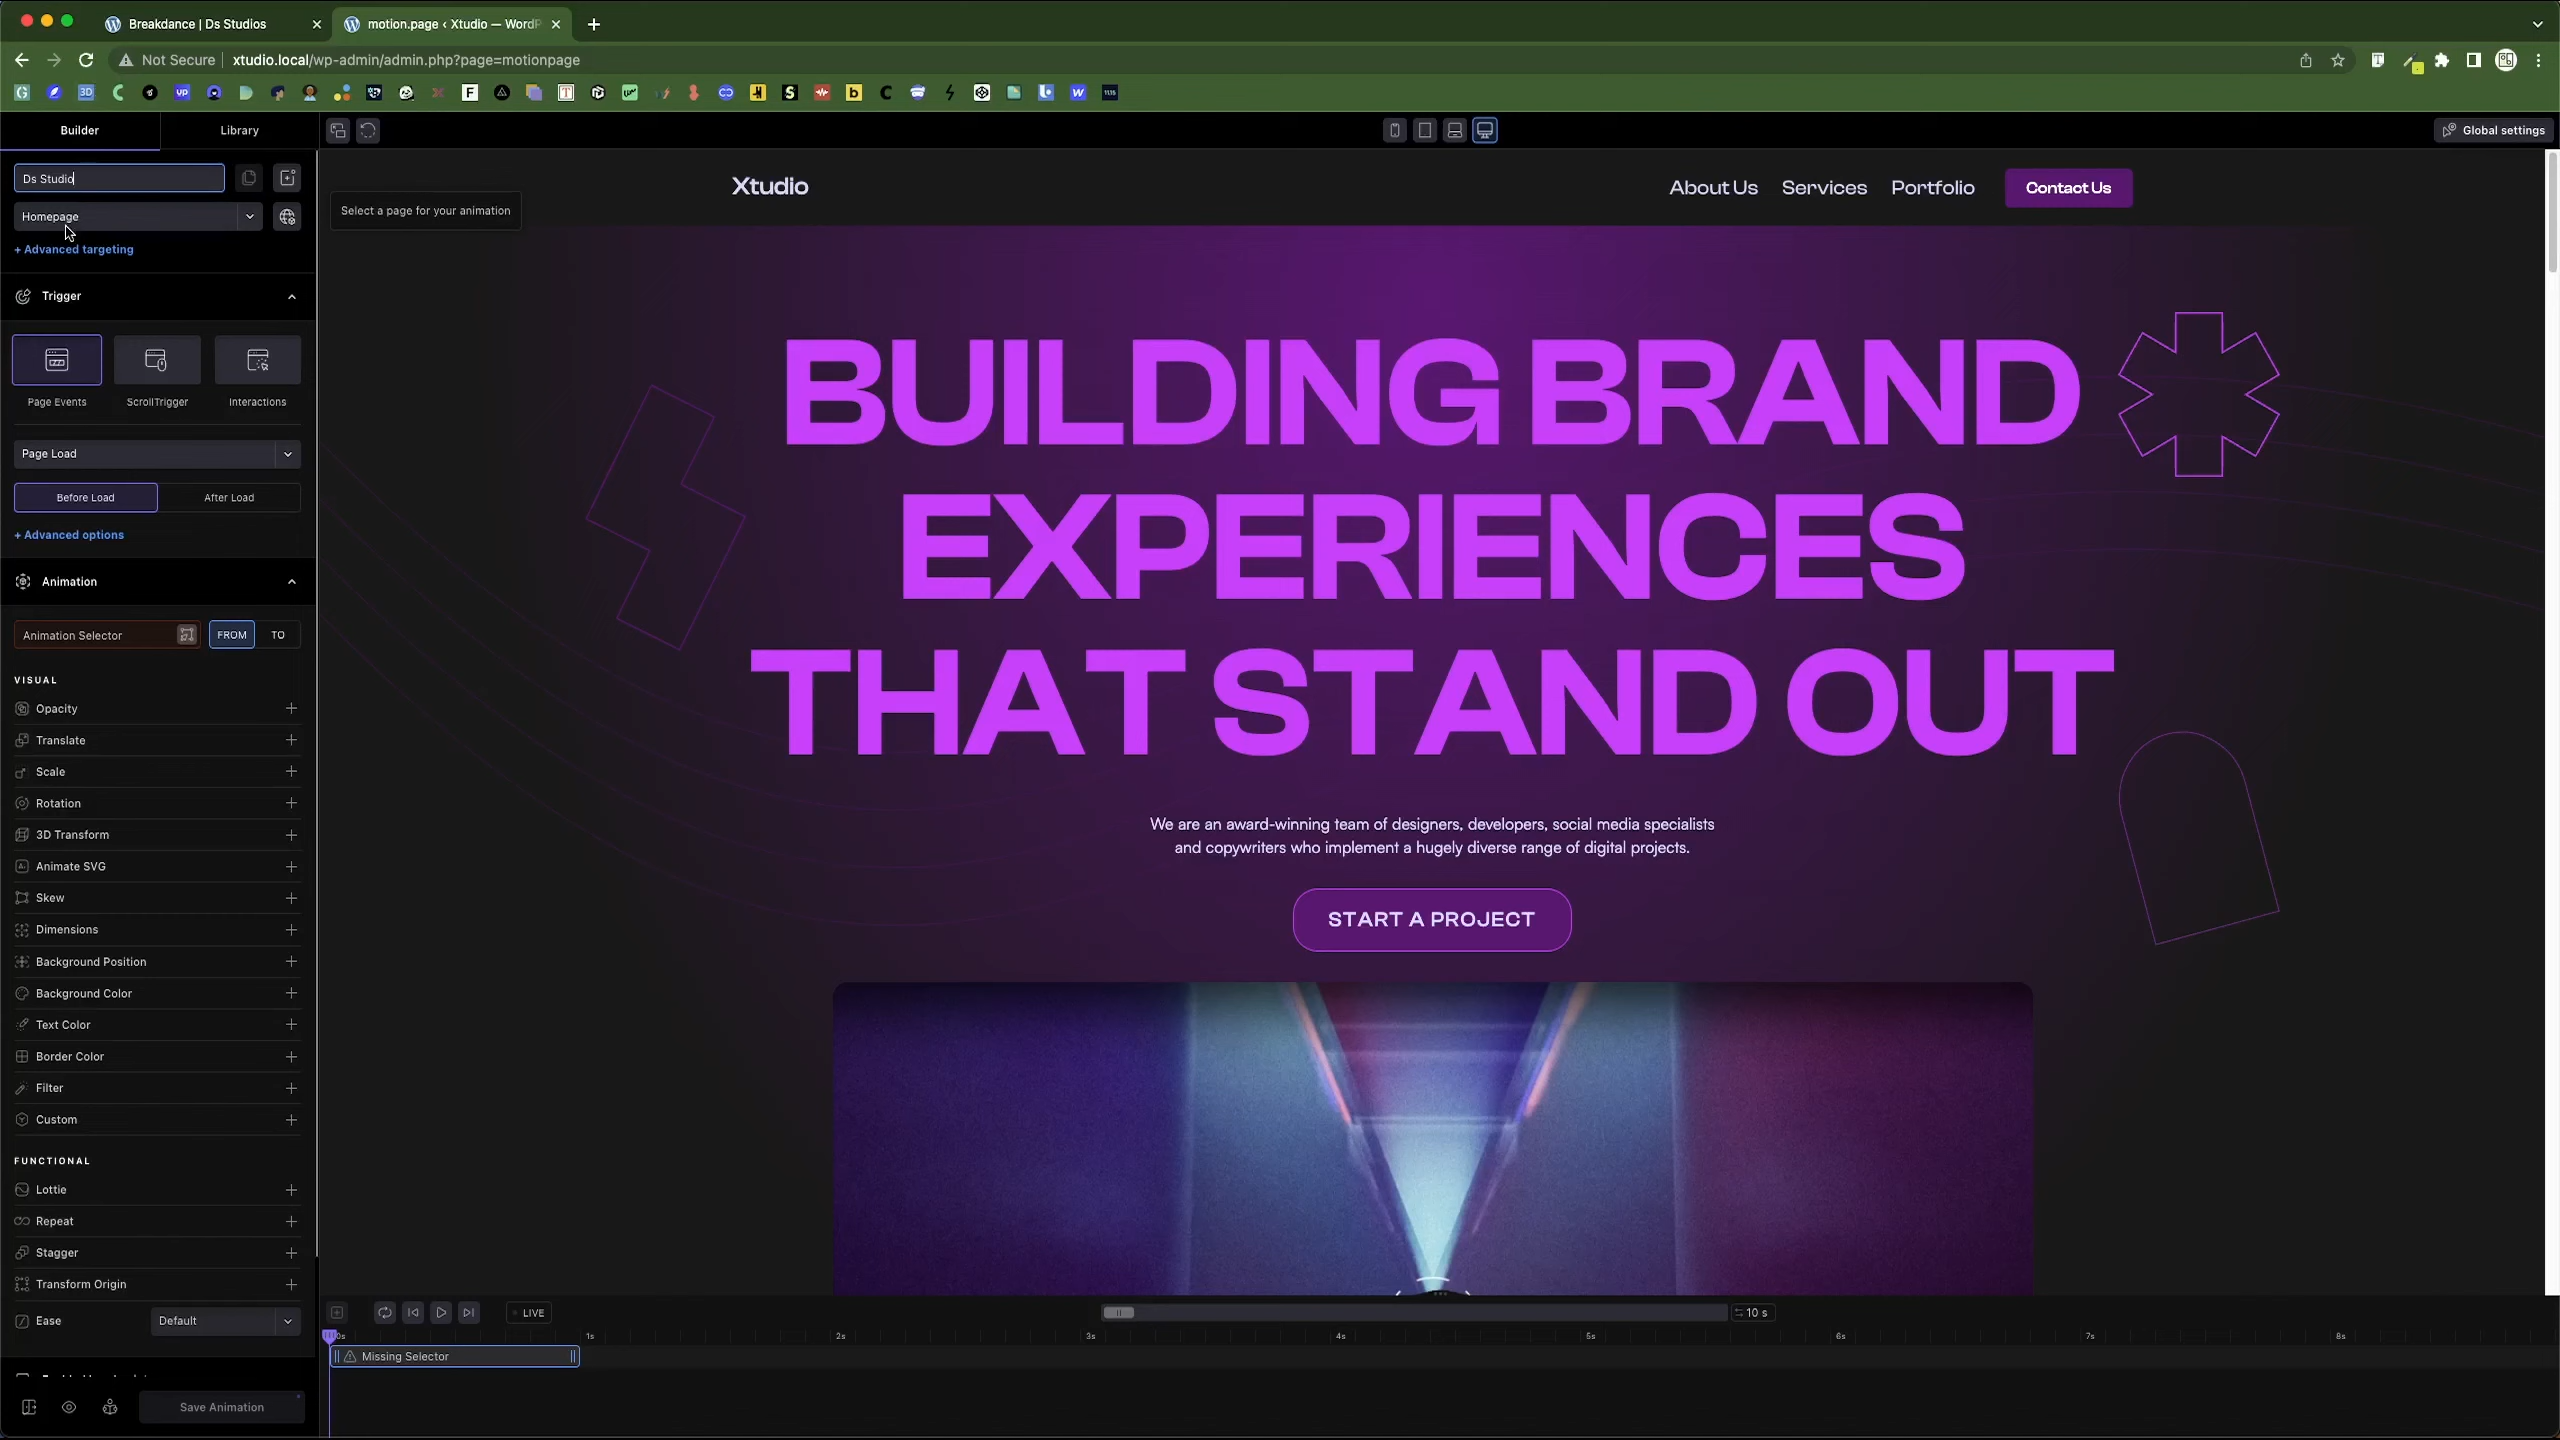 Breakdance | Ds Studios
motion.page ‹ Xtudio — WordP
Not Secure
xtudio.local/wp-admin/admin.php?page=motionpage
Builder
Library
Global settings
Ds Studio
Homepage
+ Advanced targeting
Select a page for your animation
Xtudio
About Us
Services
Portfolio
Contact Us
Trigger
Page Events
ScrollTrigger
Interactions
Page Load
Before Load
After Load
+ Advanced options
Animation
Animation Selector
FROM
TO
VISUAL
Opacity
Translate
Scale
Rotation
3D Transform
Animate SVG
Skew
Dimensions
Background Position
Background Color
Text Color
Border Color
Filter
Custom
FUNCTIONAL
Lottie
Repeat
Stagger
Transform Origin
Ease
Default
Save Animation
BUILDING BRAND
EXPERIENCES
THAT STAND OUT
We are an award-winning team of designers, developers, social media specialists
and copywriters who implement a hugely diverse range of digital projects.
START A PROJECT
LIVE
10 s
0s
1s
2s
3s
4s
5s
6s
7s
8s
Missing Selector